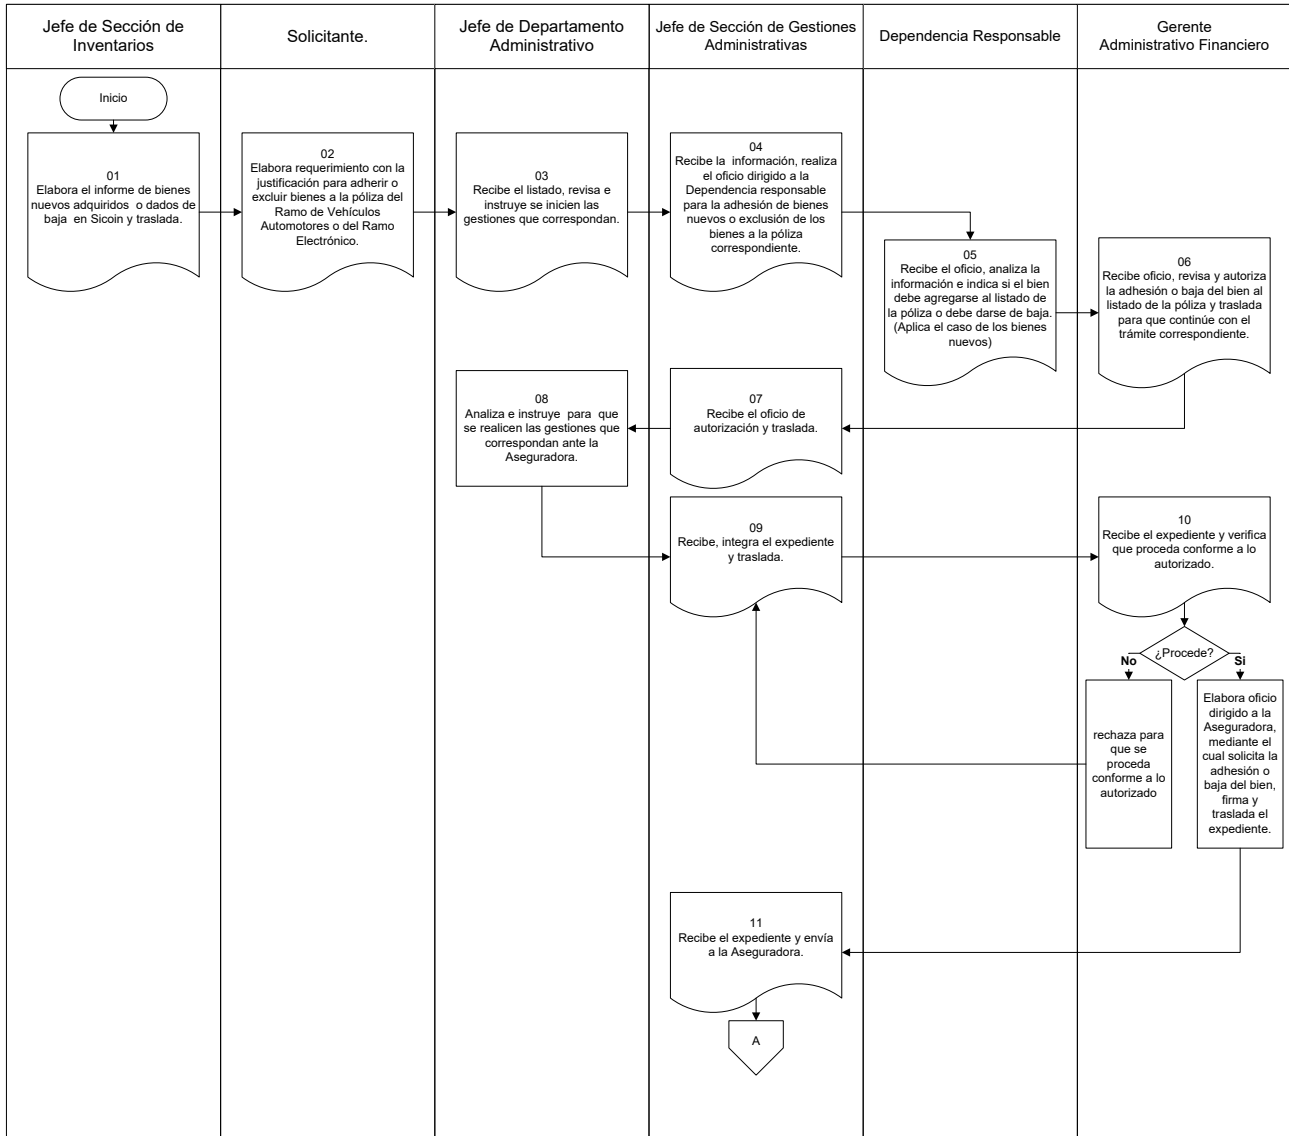 Jefe de Sección de
Inventarios
Solicitante.
Jefe de Departamento
Administrativo
Jefe de Sección de Gestiones
Administrativas
Dependencia Responsable
Gerente
Administrativo Financiero
Inicio
01
Elabora el informe de bienes
nuevos adquiridos o dados de
baja en Sicoin y traslada.
02
Elabora requerimiento con la
justificación para adherir o
excluir bienes a la póliza del
Ramo de Vehículos
Automotores o del Ramo
Electrónico.
03
Recibe el listado, revisa e
instruye se inicien las
gestiones que correspondan.
04
Recibe la información, realiza
el oficio dirigido a la
Dependencia responsable
para la adhesión de bienes
nuevos o exclusión de los
bienes a la póliza
correspondiente.
05
Recibe el oficio, analiza la
información e indica si el bien
debe agregarse al listado de
la póliza o debe darse de baja.
(Aplica el caso de los bienes
nuevos)
06
Recibe oficio, revisa y autoriza
la adhesión o baja del bien al
listado de la póliza y traslada
para que continúe con el
trámite correspondiente.
07
Recibe el oficio de
autorización y traslada.
08
Analiza e instruye para que
se realicen las gestiones que
correspondan ante la
Aseguradora.
09
Recibe, integra el expediente
y traslada.
10
Recibe el expediente y verifica
que proceda conforme a lo
autorizado.
¿Procede?
No
Si
rechaza para
que se
proceda
conforme a lo
autorizado
Elabora oficio
dirigido a la
Aseguradora,
mediante el
cual solicita la
adhesión o
baja del bien,
firma y
traslada el
expediente.
11
Recibe el expediente y envía
a la Aseguradora.
A